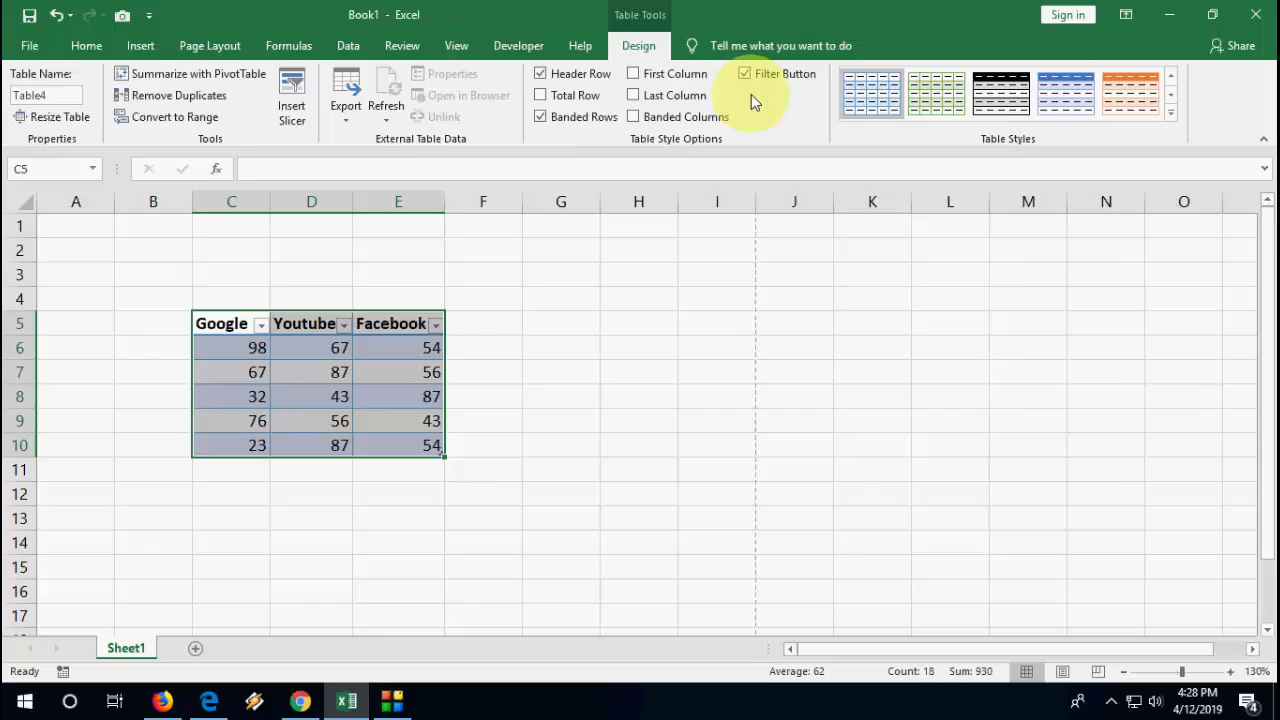 Book1 - Excel
Table Tools
Sign in
File Home Insert Page Layout Formulas Data Review View Developer Help Design Tell me what you want to do Share
Table Name:
Table4
Resize Table
Properties
Summarize with PivotTable
Remove Duplicates
Convert to Range
Tools
Insert
Slicer
Export
Refresh
Properties
Open in Browser
Unlink
External Table Data
Header Row First Column Filter Button
Total Row Last Column
Banded Rows Banded Columns
Table Style Options
Table Styles
C5
fx
A B C D E F G H I J K L M N O
1
2
3
4
5 Google Youtube Facebook
6 98 67 54
7 67 87 56
8 32 43 87
9 76 56 43
10 23 87 54
11
12
13
14
15
16
17
Sheet1
Ready Average: 62 Count: 18 Sum: 930 130%
4:28 PM
4/12/2019
4